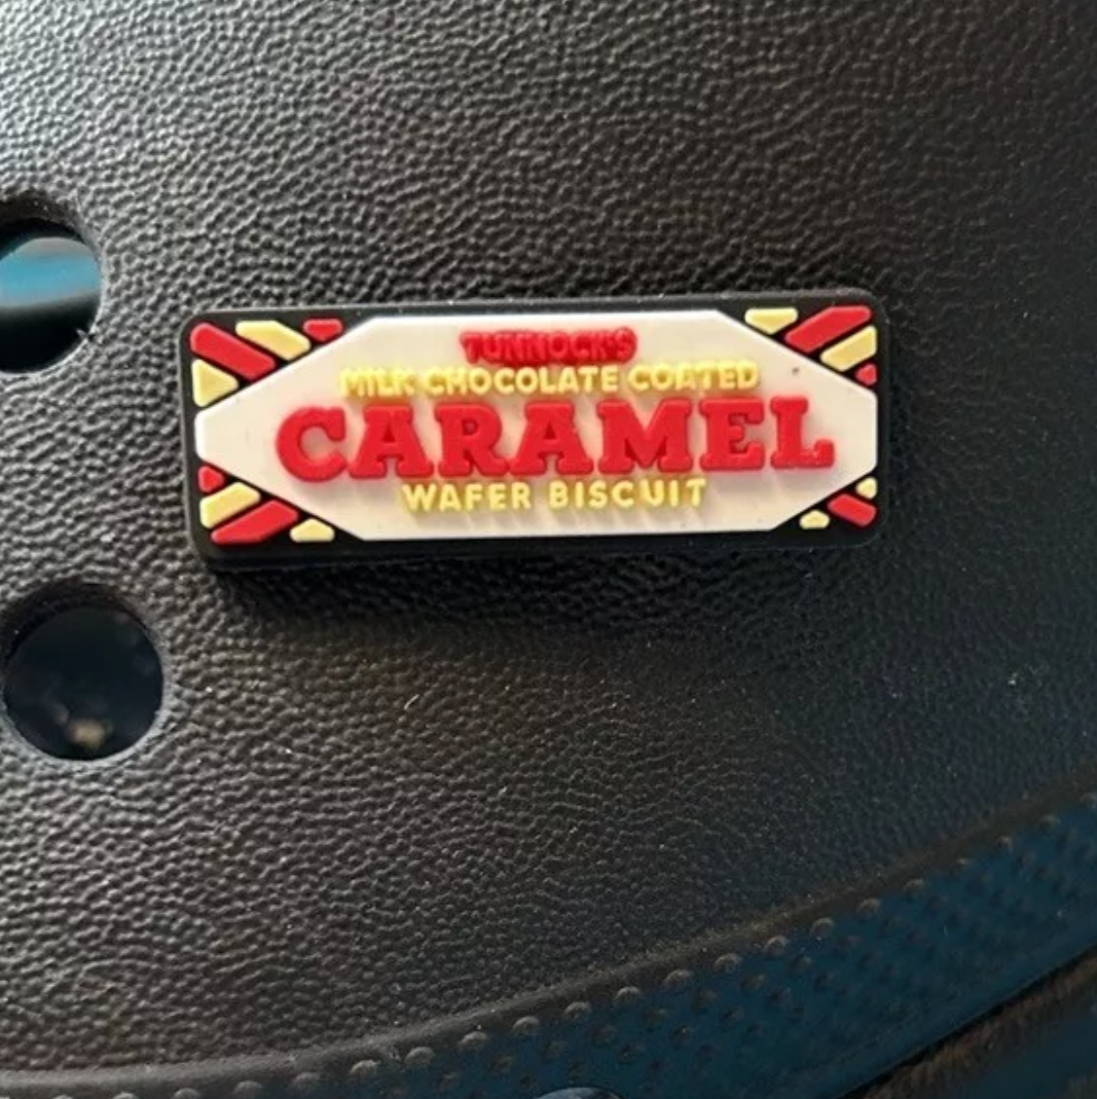 TUNNOCK'S
MILK CHOCOLATE COATED
CARAMEL
WAFER BISCUIT